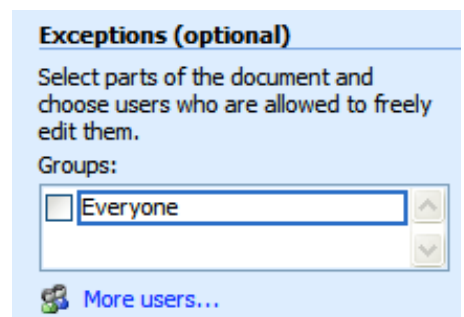 Exceptions (optional)
Select parts of the document and
choose users who are allowed to freely
edit them.
Groups:
Everyone
More users...